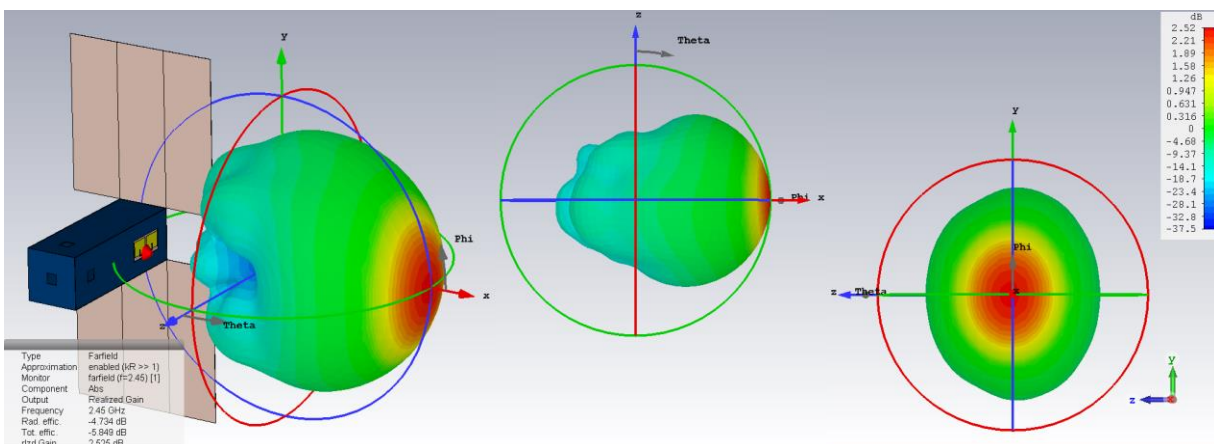 y
Phi
x
z
Theta
Type Farfield
Approximation enabled (kR >> 1)
Monitor farfield (f=2.45) [1]
Component Abs
Output Realized Gain
Frequency 2.45 GHz
Rad. effic. -4.734 dB
Tot. effic. -5.849 dB
rlzd.Gain 2.525 dB
z
Theta
Phi
x
y
Phi
z
Theta
x
y
z
dB
2.52
2.21
1.89
1.58
1.26
0.947
0.631
0.316
0
-4.68
-9.37
-14.1
-18.7
-23.4
-28.1
-32.8
-37.5